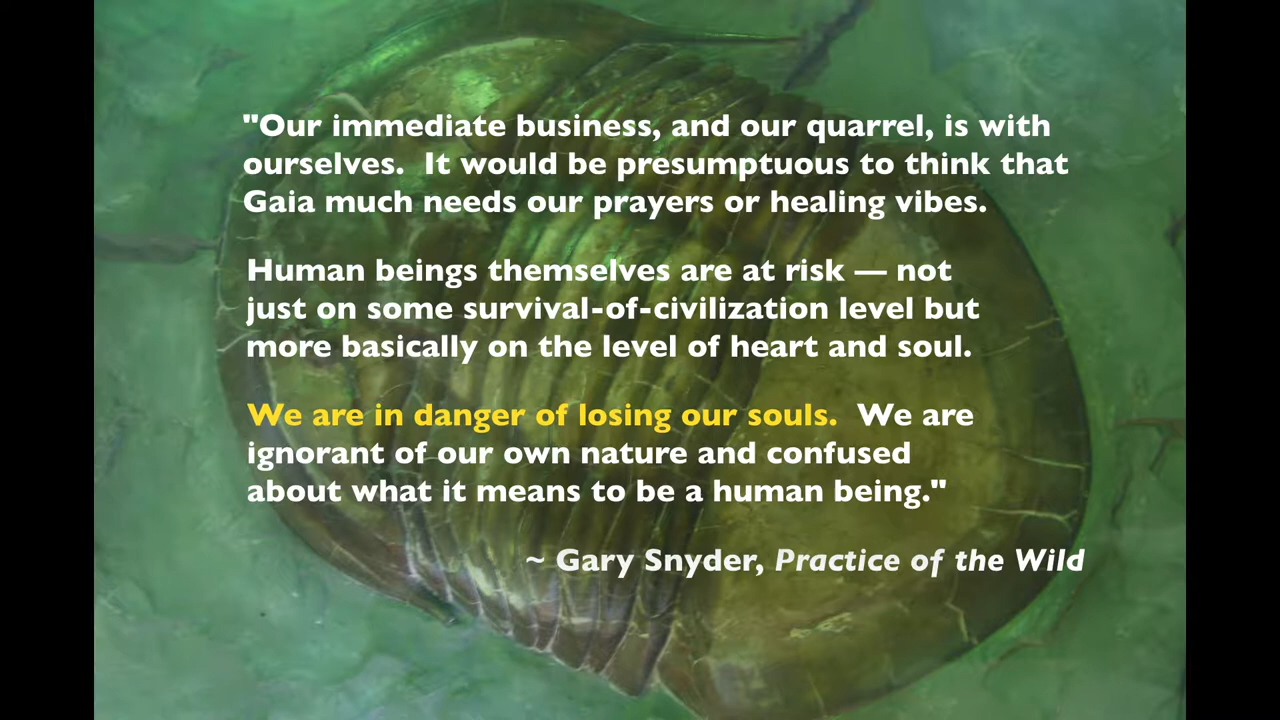 "Our immediate business, and our quarrel, is with
ourselves.  It would be presumptuous to think that
Gaia much needs our prayers or healing vibes.
Human beings themselves are at risk — not
just on some survival-of-civilization level but
more basically on the level of heart and soul.
We are in danger of losing our souls.  We are
ignorant of our own nature and confused
about what it means to be a human being."
~ Gary Snyder, Practice of the Wild